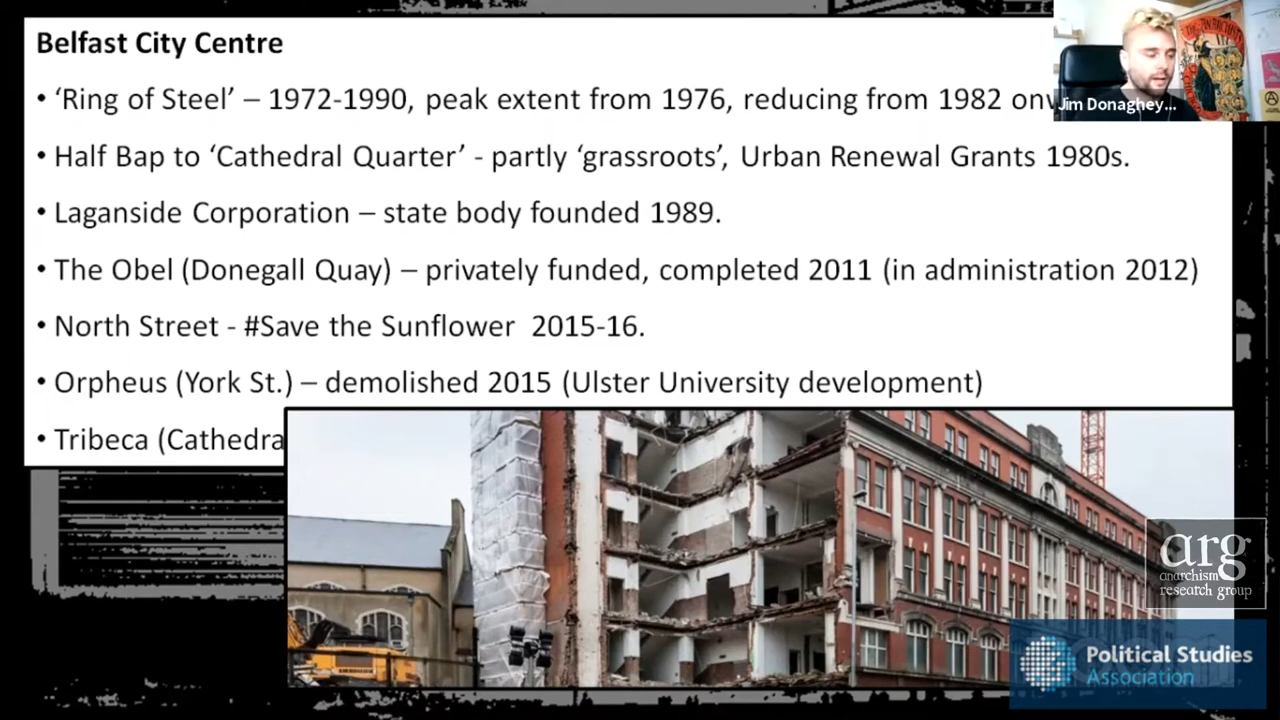 Belfast City Centre
• ‘Ring of Steel’ – 1972-1990, peak extent from 1976, reducing from 1982
• Half Bap to ‘Cathedral Quarter’ - partly ‘grassroots’, Urban Renewal Grants 1980s.
• Laganside Corporation – state body founded 1989.
• The Obel (Donegall Quay) – privately funded, completed 2011 (in administration 2012)
• North Street - #Save the Sunflower 2015-16.
• Orpheus (York St.) – demolished 2015 (Ulster University development)
• Tribeca (Cathedra
THE ANARCHISTS
Jim Donaghey...
arg
anarchism
research group
Political Studies
Association